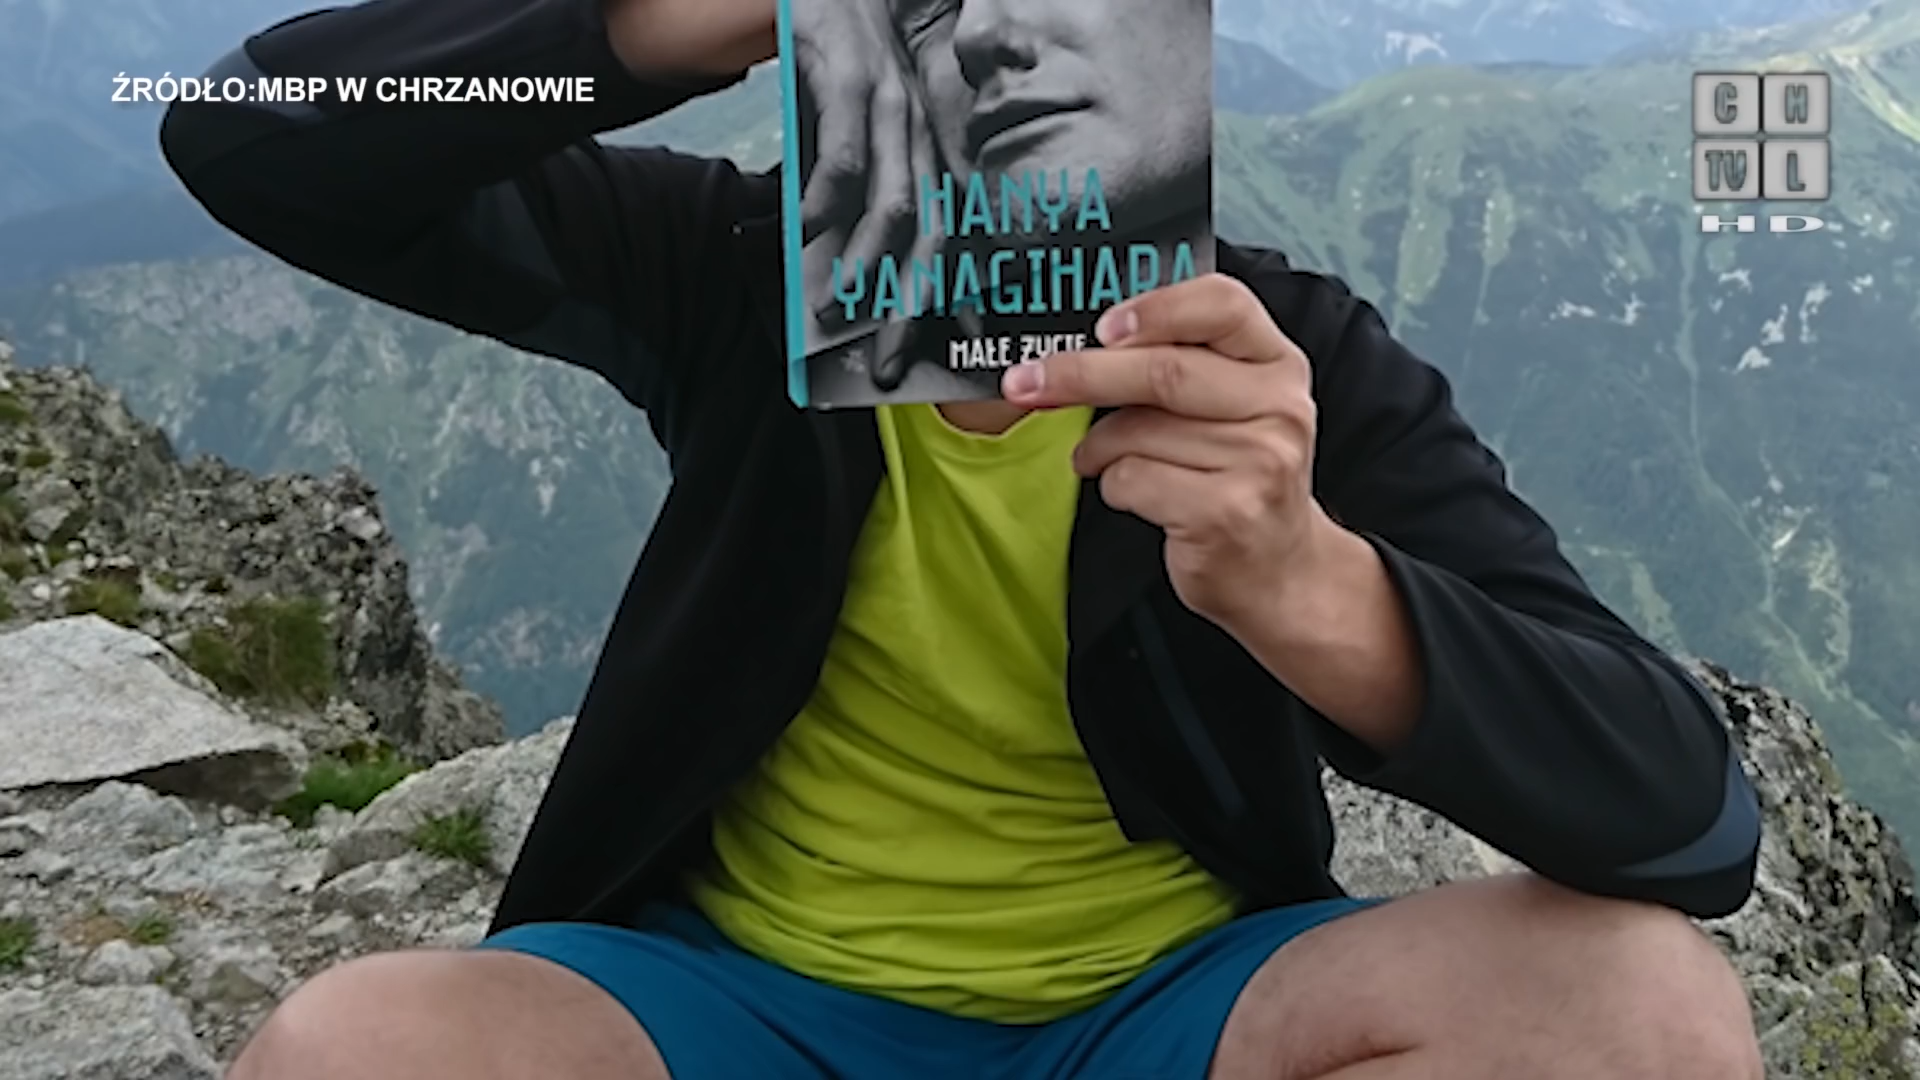 ŹRÓDŁO:MBP W CHRZANOWIE
C H
TV L
HD
HANYA
YANAGIHARA
MAŁE ŻYCIE